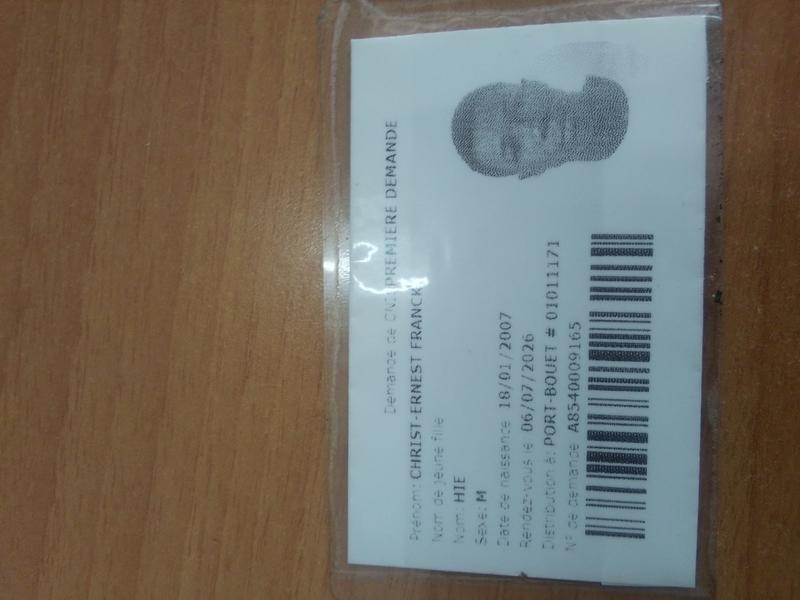 Demande de CNI: PREMIERE DEMANDE
Prénom: CHRIST-ERNEST FRANCK
Nom de jeune fille
Nom: HIE
Sexe: M
Date de naissance 18/01/2007
Rendez-vous le 06/07/2026
Distribution à: PORT-BOUET # 01011171
N° de demande A8540009165